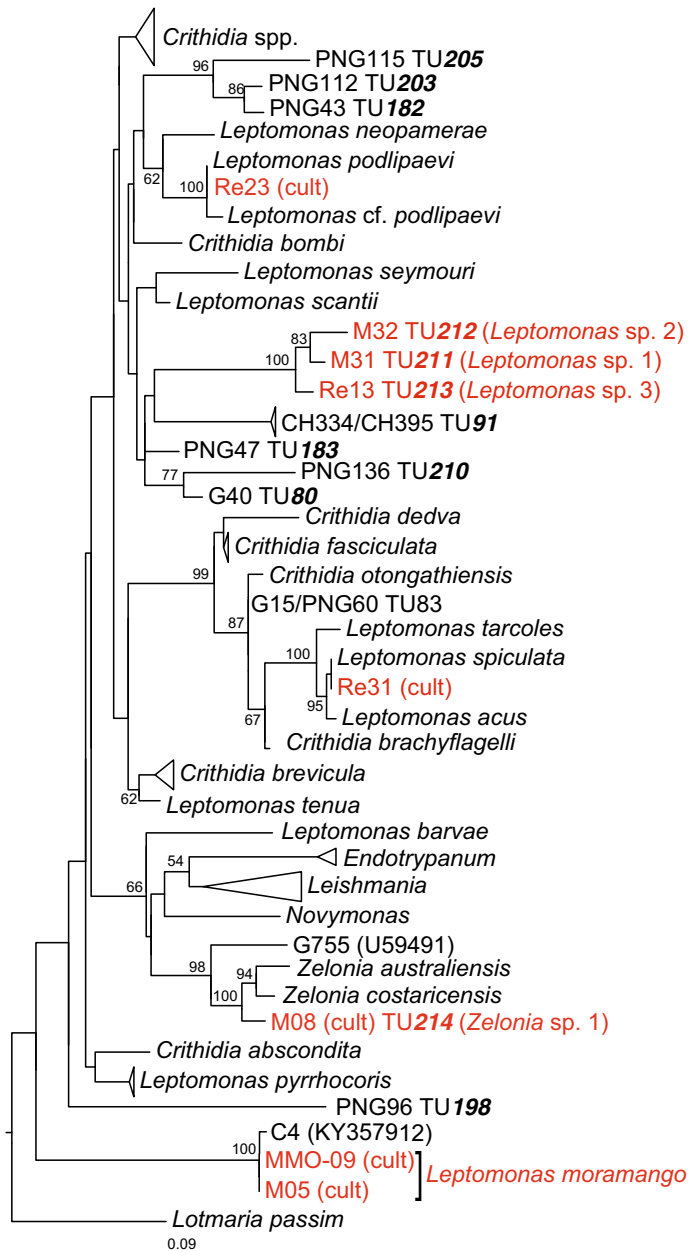 Crithidia spp.
PNG115 TU205
96
PNG112 TU203
86
PNG43 TU182
Leptomonas neopamerae
Leptomonas podlipaevi
62
100
Re23 (cult)
Leptomonas cf. podlipaevi
Crithidia bombi
Leptomonas seymouri
Leptomonas scantii
M32 TU212 (Leptomonas sp. 2)
83
M31 TU211 (Leptomonas sp. 1)
100
Re13 TU213 (Leptomonas sp. 3)
CH334/CH395 TU91
PNG47 TU183
PNG136 TU210
77
G40 TU80
Crithidia dedva
Crithidia fasciculata
99
Crithidia otongathiensis
G15/PNG60 TU83
87
Leptomonas tarcoles
100
Leptomonas spiculata
Re31 (cult)
95
Leptomonas acus
67
Crithidia brachyflagelli
Crithidia brevicula
62
Leptomonas tenua
Leptomonas barvae
54
Endotrypanum
Leishmania
66
Novymonas
G755 (U59491)
98
Zelonia australiensis
94
Zelonia costaricensis
100
M08 (cult) TU214 (Zelonia sp. 1)
Crithidia abscondita
Leptomonas pyrrhocoris
PNG96 TU198
C4 (KY357912)
100
MMO-09 (cult)
Leptomonas moramango
M05 (cult)
Lotmaria passim
0.09